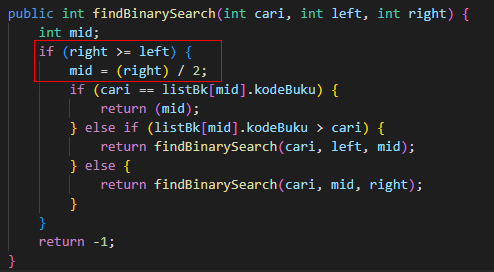 public int findBinarySearch(int cari, int left, int right) {
    int mid;
    if (right >= left) {
        mid = (right) / 2;
        if (cari == listBk[mid].kodeBuku) {
            return (mid);
        } else if (listBk[mid].kodeBuku > cari) {
            return findBinarySearch(cari, left, mid);
        } else {
            return findBinarySearch(cari, mid, right);
        }
    }
    return -1;
}